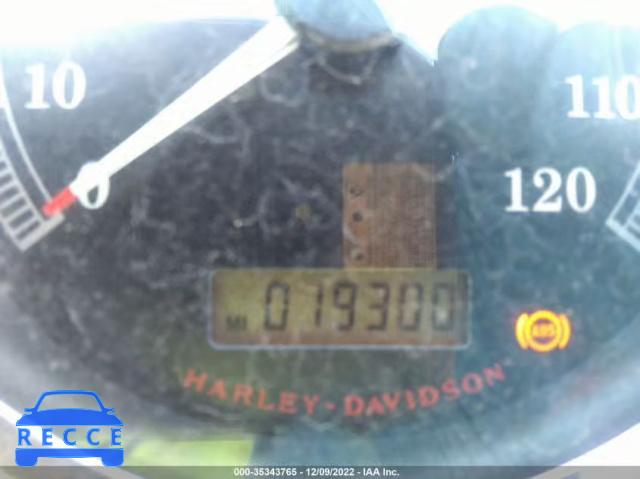 10
110
0
120
MI 019300
ABS
HARLEY-DAVIDSON
RECCE
000-35343765 - 12/09/2022 - IAA Inc.